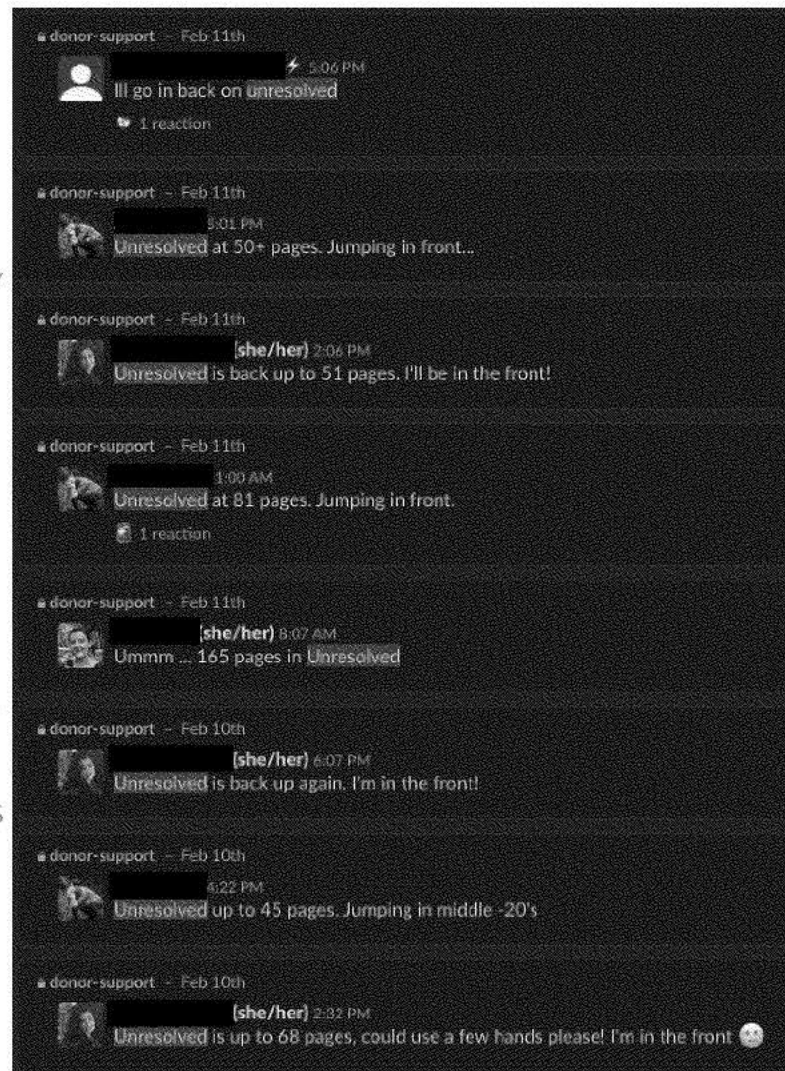 donor-support – Feb 11th
5:06 PM
Ill go in back on unresolved
1 reaction
donor-support – Feb 11th
:01 PM
Unresolved at 50+ pages. Jumping in front...
donor-support – Feb 11th
(she/her) 2:06 PM
Unresolved is back up to 51 pages. I'll be in the front!
donor-support – Feb 11th
1:00 AM
Unresolved at 81 pages. Jumping in front.
1 reaction
donor-support – Feb 11th
(she/her) 8:07 AM
Ummm ... 165 pages in Unresolved
donor-support – Feb 10th
(she/her) 6:07 PM
Unresolved is back up again. I'm in the front!
donor-support – Feb 10th
4:22 PM
Unresolved up to 45 pages. Jumping in middle -20's
donor-support – Feb 10th
(she/her) 2:32 PM
Unresolved is up to 68 pages, could use a few hands please! I'm in the front